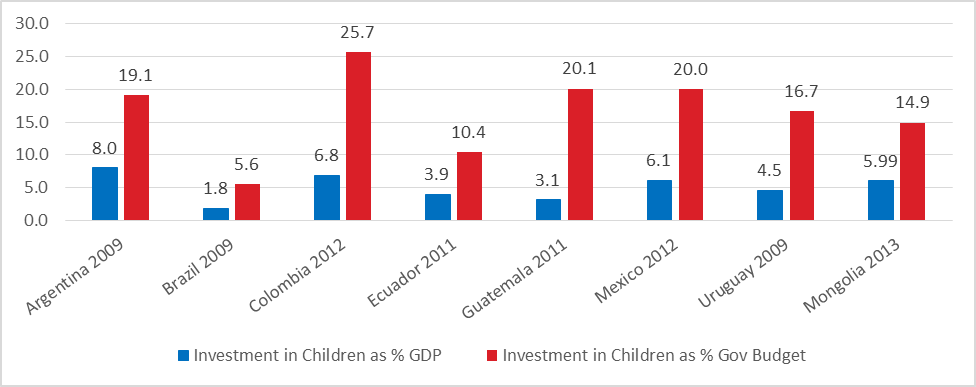 30.0
25.0
20.0
15.0
10.0
5.0
0.0
8.0
19.1
1.8
5.6
6.8
25.7
3.9
10.4
3.1
20.1
6.1
20.0
4.5
16.7
5.99
14.9
Argentina 2009
Brazil 2009
Colombia 2012
Ecuador 2011
Guatemala 2011
Mexico 2012
Uruguay 2009
Mongolia 2013
Investment in Children as % GDP
Investment in Children as % Gov Budget